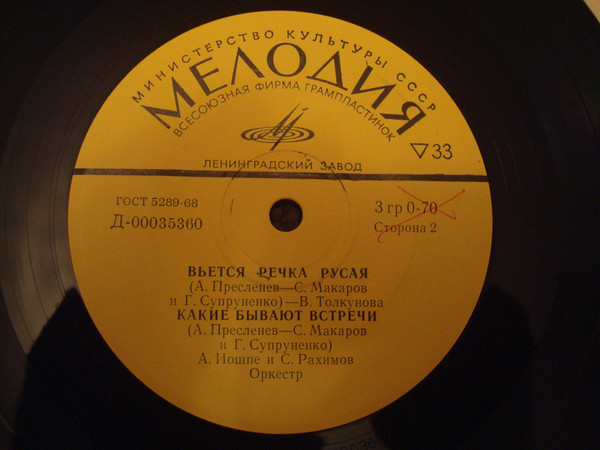 МИНИСТЕРСТВО КУЛЬТУРЫ СССР
МЕЛОДИЯ
ВСЕСОЮЗНАЯ ФИРМА ГРАМПЛАСТИНОК
ЛЕНИНГРАДСКИЙ ЗАВОД
▽33
ГОСТ 5289-68
Д-00035360
3 гр 0-70
Сторона 2
ВЬЕТСЯ РЕЧКА РУСАЯ
(А. Пресленев—С. Макаров
и Г. Супруненко)—В. Толкунова
КАКИЕ БЫВАЮТ ВСТРЕЧИ
(А. Пресленев—С. Макаров
и Г. Супруненко)
А. Иошпе и С. Рахимов
Оркестр